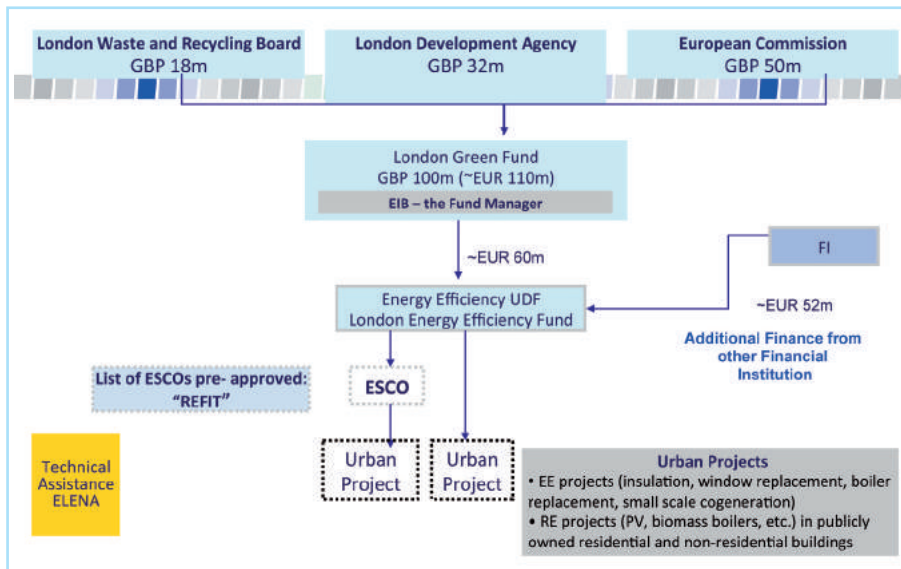 London Waste and Recycling Board
GBP 18m
London Development Agency
GBP 32m
European Commission
GBP 50m
London Green Fund
GBP 100m (~EUR 110m)
EIB – the Fund Manager
~EUR 60m
FI
Energy Efficiency UDF
London Energy Efficiency Fund
~EUR 52m
Additional Finance from
other Financial
Institution
List of ESCOs pre- approved:
“REFIT”
ESCO
Urban
Project
Urban
Project
Technical
Assistance
ELENA
Urban Projects
• EE projects (insulation, window replacement, boiler
replacement, small scale cogeneration)
• RE projects (PV, biomass boilers, etc.) in publicly
owned residential and non-residential buildings